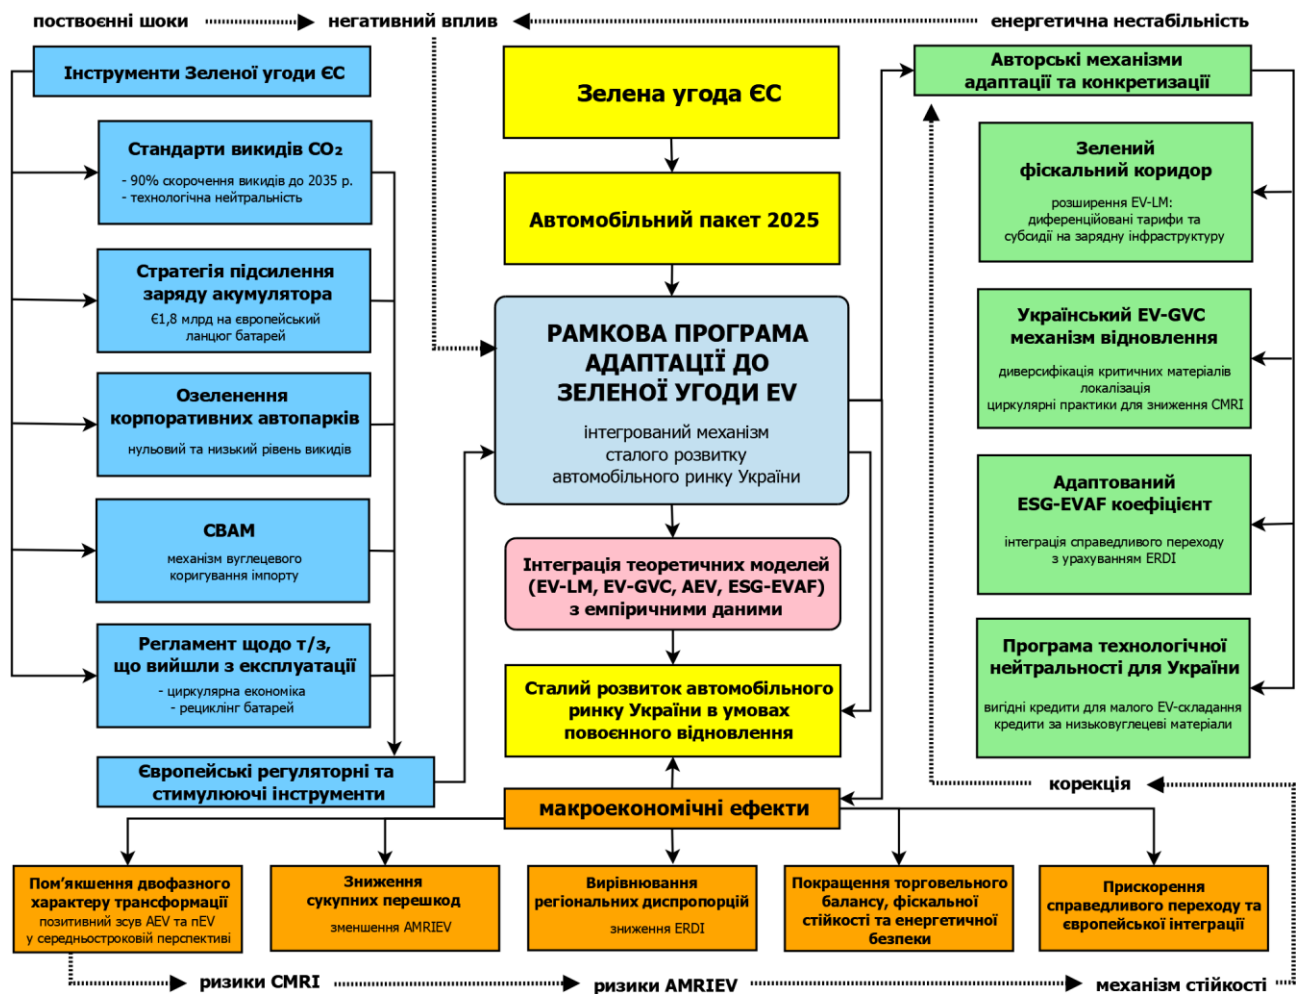 поствоєнні шоки
негативний вплив
енергетична нестабільність
Інструменти Зеленої угоди ЄС
Стандарти викидів CO₂
- 90% скорочення викидів до 2035 р.
- технологічна нейтральність
Стратегія підсилення
заряду акумулятора
€1,8 млрд на європейський
ланцюг батарей
Озеленення
корпоративних автопарків
нульовий та низький рівень викидів
CBAM
механізм вуглецевого
коригування імпорту
Регламент щодо т/з,
що вийшли з експлуатації
- циркулярна економіка
- рециклінг батарей
Європейські регуляторні та
стимулюючі інструменти
Зелена угода ЄС
Автомобільний пакет 2025
РАМКОВА ПРОГРАМА
АДАПТАЦІЇ ДО
ЗЕЛЕНОЇ УГОДИ EV
інтегрований механізм
сталого розвитку
автомобільного ринку України
Інтеграція теоретичних моделей
(EV-LM, EV-GVC, AEV, ESG-EVAF)
з емпіричними даними
Сталий розвиток автомобільного
ринку України в умовах
повоєнного відновлення
макроекономічні ефекти
Авторські механізми
адаптації та конкретизації
Зелений
фіскальний коридор
розширення EV-LM:
диференційовані тарифи та
субсидії на зарядну інфраструктуру
Український EV-GVC
механізм відновлення
диверсифікація критичних матеріалів
локалізація
циркулярні практики для зниження CMRI
Адаптований
ESG-EVAF коефіцієнт
інтеграція справедливого переходу
з урахуванням ERDI
Програма технологічної
нейтральності для України
вигідні кредити для малого EV-складання
кредити за низьковуглецеві матеріали
корекція
Пом’якшення двофазного
характеру трансформації
позитивний зсув AEV та nEV
у середньостроковій перспективі
Зниження
сукупних перешкод
зменшення AMRIEV
Вирівнювання
регіональних диспропорцій
зниження ERDI
Покращення торговельного
балансу, фіскальної
стійкості та енергетичної
безпеки
Прискорення
справедливого переходу та
європейської інтеграції
ризики CMRI
ризики AMRIEV
механізм стійкості